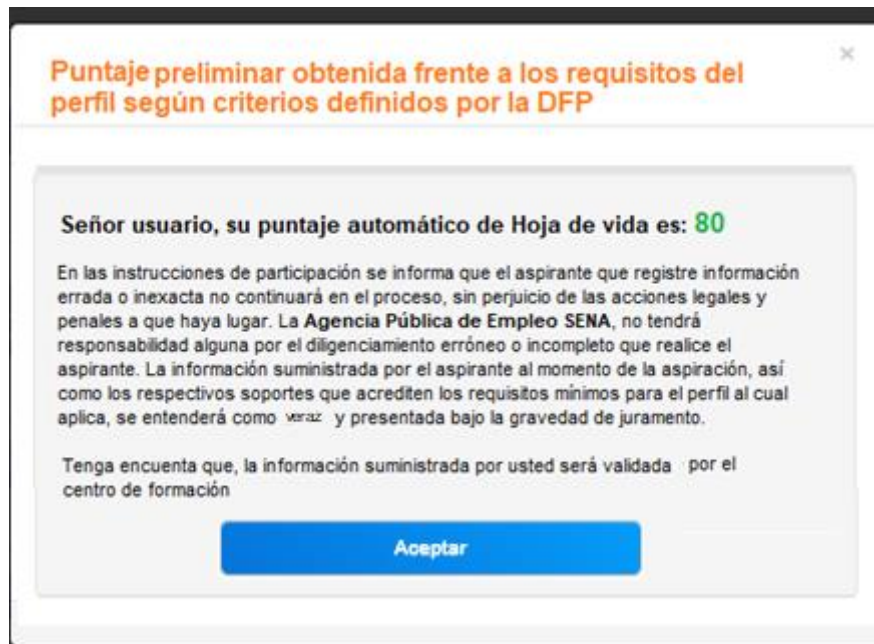 Puntaje preliminar obtenida frente a los requisitos del
perfil según criterios definidos por la DFP
×
Señor usuario, su puntaje automático de Hoja de vida es: 80
En las instrucciones de participación se informa que el aspirante que registre información
errada o inexacta no continuará en el proceso, sin perjuicio de las acciones legales y
penales a que haya lugar. La Agencia Pública de Empleo SENA, no tendrá
responsabilidad alguna por el diligenciamiento erróneo o incompleto que realice el
aspirante. La información suministrada por el aspirante al momento de la aspiración, así
como los respectivos soportes que acrediten los requisitos mínimos para el perfil al cual
aplica, se entenderá como veraz y presentada bajo la gravedad de juramento.
Tenga encuenta que, la información suministrada por usted será validada por el
centro de formación
Aceptar